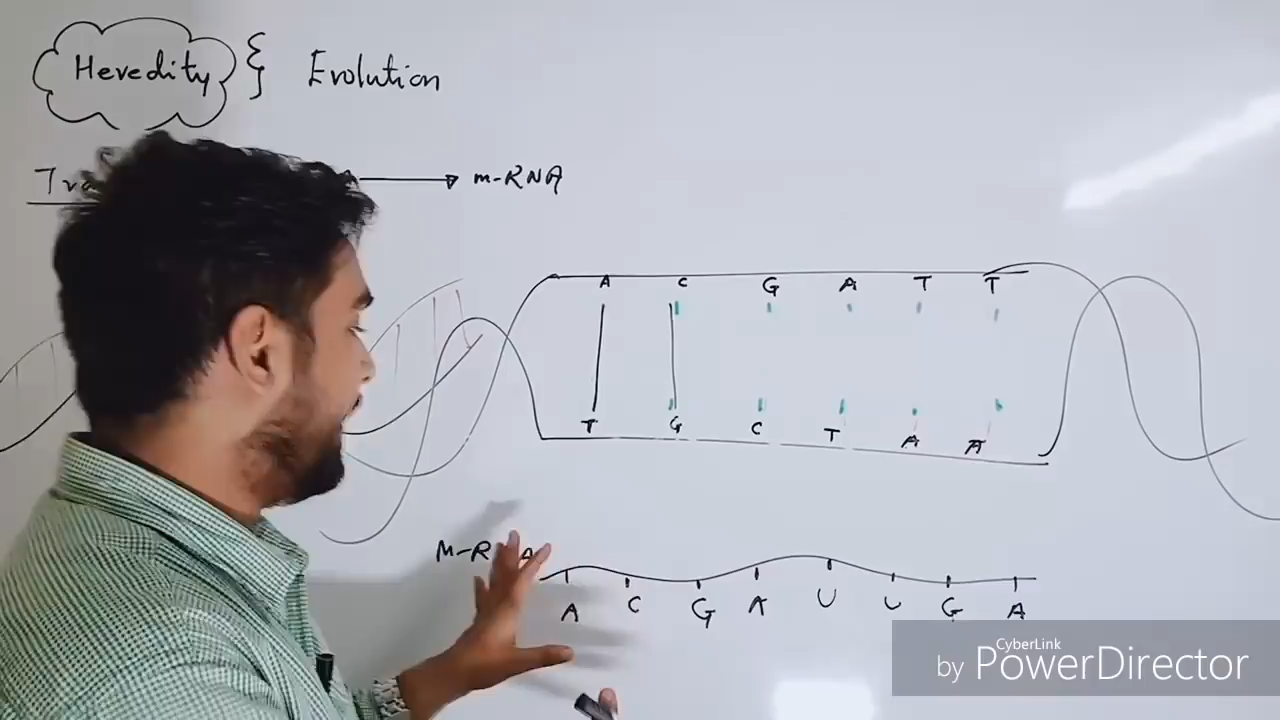 Heredity } Evolution
m-RNA
A C G A T T
T G C T A A
A C G A U U G A
CyberLink
by PowerDirector